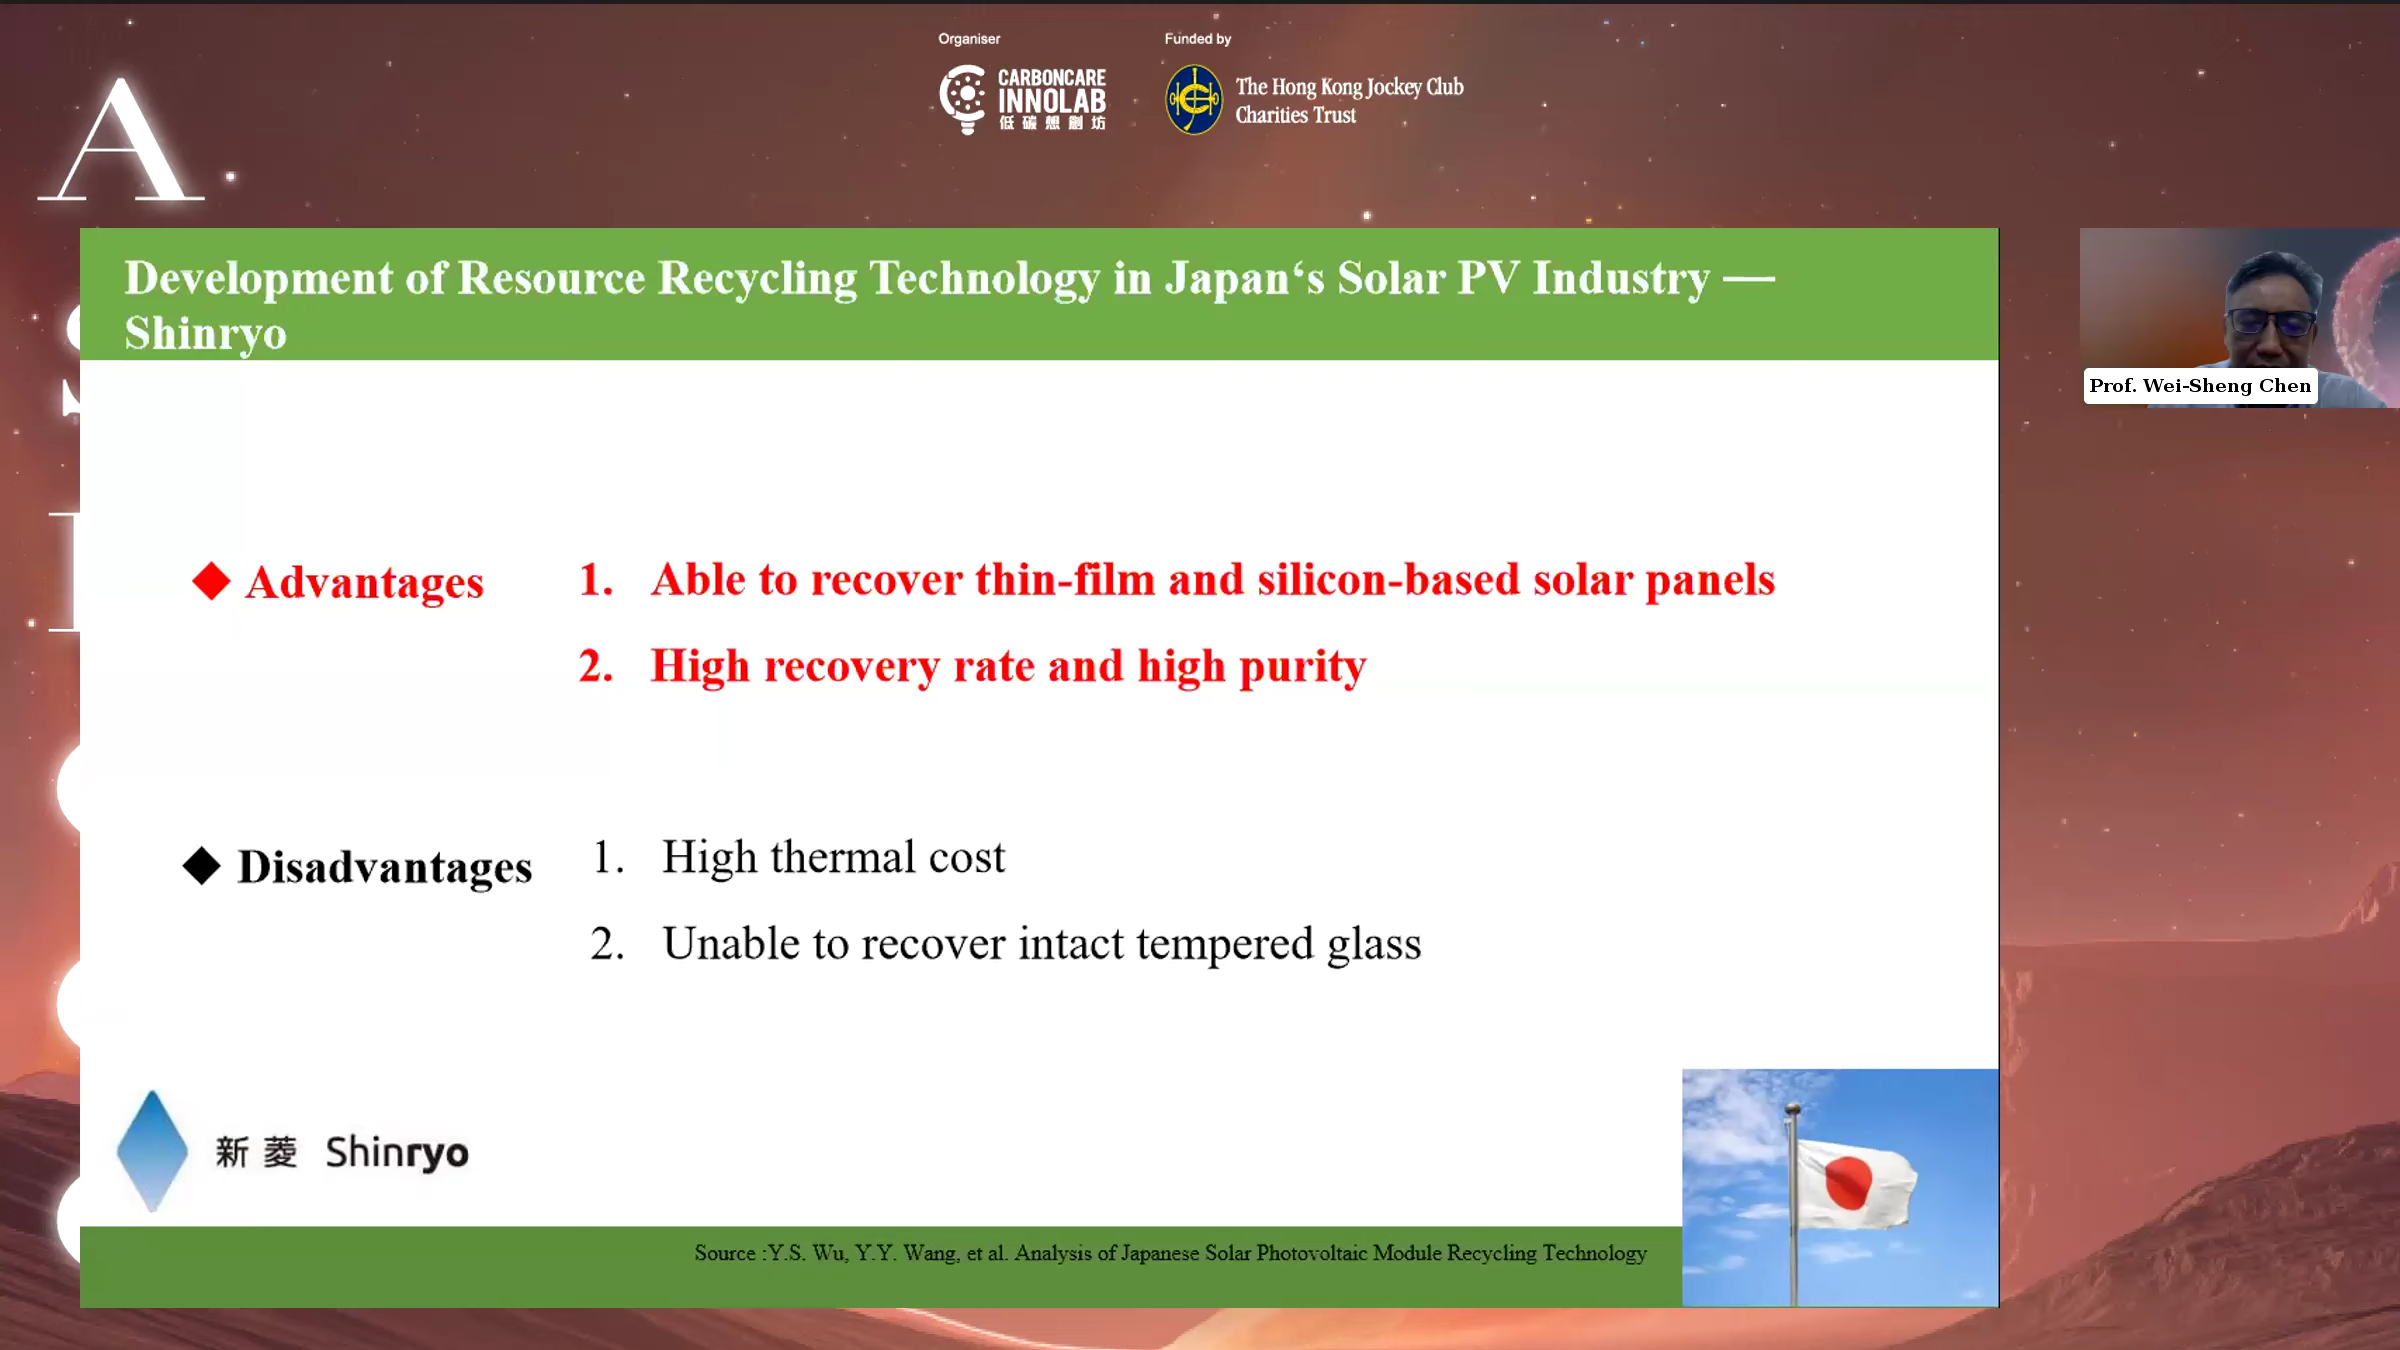 Organiser
Funded by
CARBONCARE
INNOLAB
低碳想創坊
The Hong Kong Jockey Club
Charities Trust
A
Development of Resource Recycling Technology in Japan‘s Solar PV Industry —
Shinryo
Prof. Wei-Sheng Chen
◆ Advantages
1. Able to recover thin-film and silicon-based solar panels
2. High recovery rate and high purity
◆ Disadvantages
1. High thermal cost
2. Unable to recover intact tempered glass
新菱 Shinryo
Source :Y.S. Wu, Y.Y. Wang, et al. Analysis of Japanese Solar Photovoltaic Module Recycling Technology